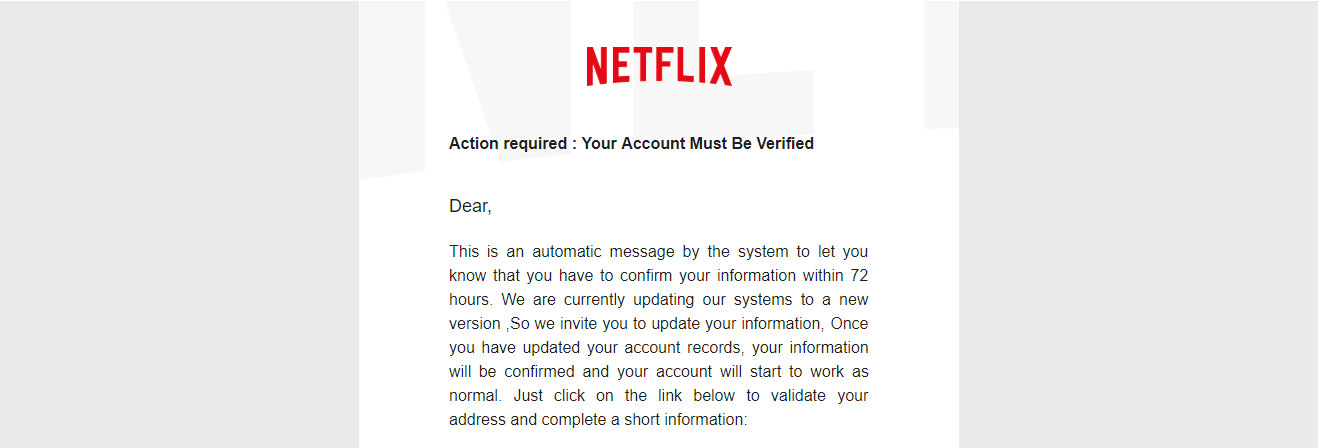 NETFLIX
Action required : Your Account Must Be Verified
Dear,
This is an automatic message by the system to let you
know that you have to confirm your information within 72
hours. We are currently updating our systems to a new
version ,So we invite you to update your information, Once
you have updated your account records, your information
will be confirmed and your account will start to work as
normal. Just click on the link below to validate your
address and complete a short information: